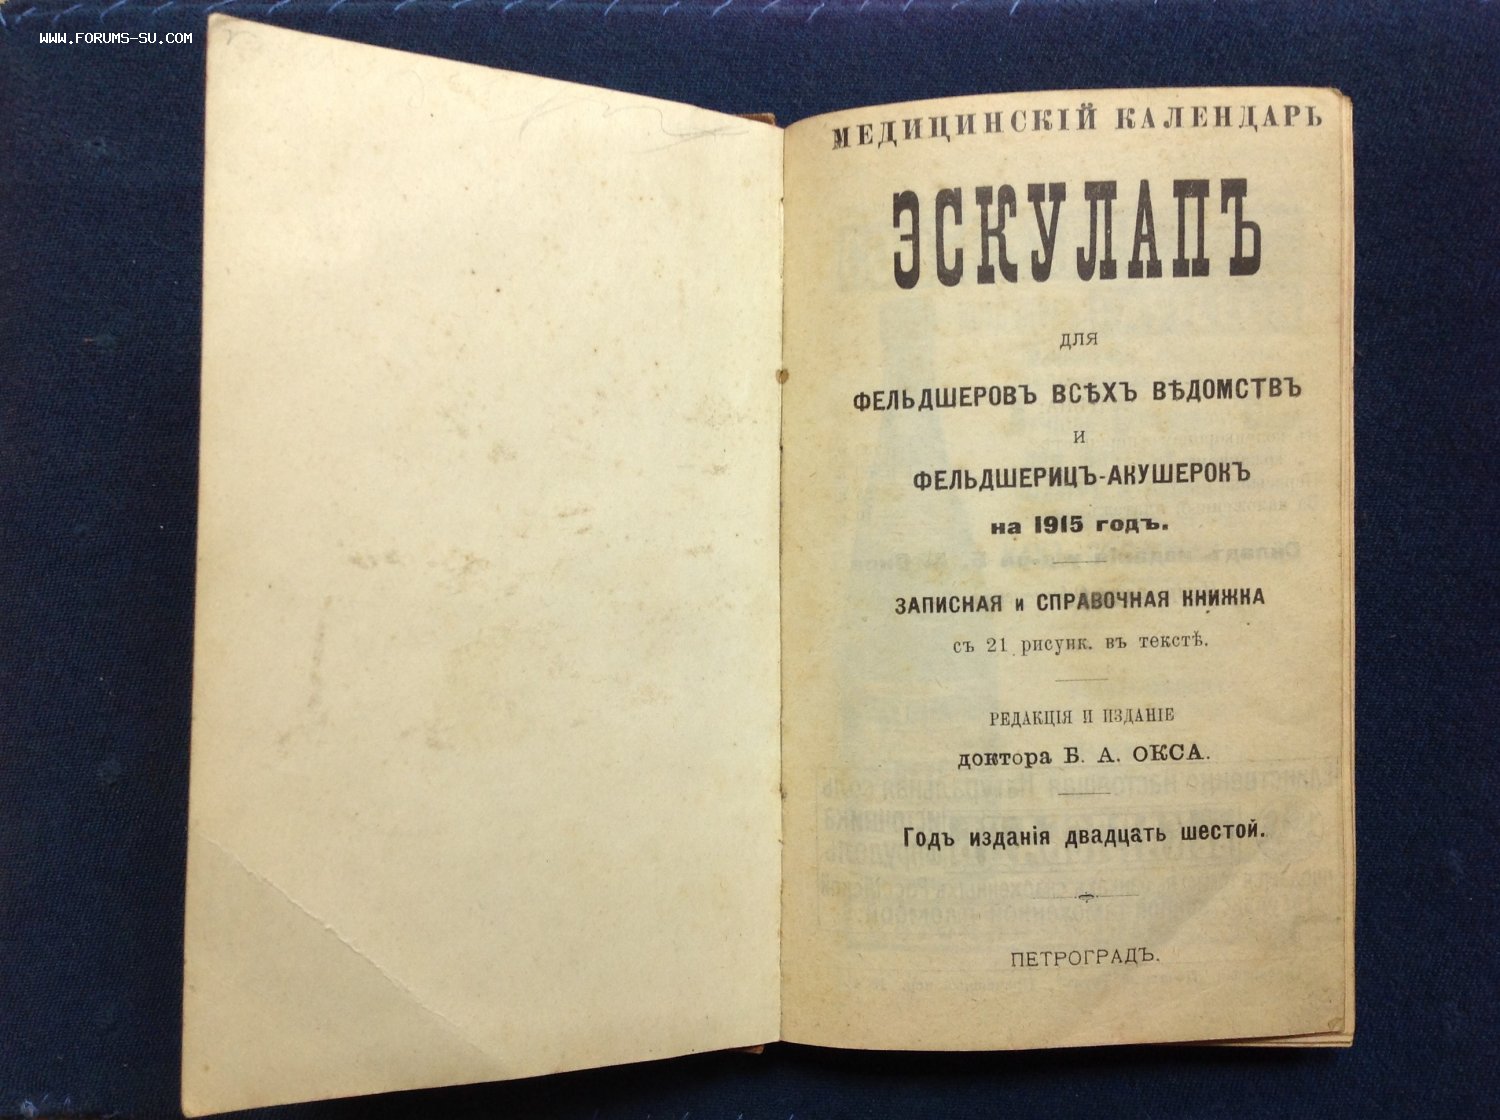 WWW.FORUMS-SU.COM
МЕДИЦИНСКІЙ КАЛЕНДАРЬ
ЭСКУЛАПЪ
для
ФЕЛЬДШЕРОВЪ ВСѢХЪ ВѢДОМСТВЪ
И
ФЕЛЬДШЕРИЦЪ-АКУШЕРОКЪ
на 1915 годъ.
ЗАПИСНАЯ и СПРАВОЧНАЯ КНИЖКА
съ 21 рисунк. въ текстѣ.
РЕДАКЦІЯ И ИЗДАНІЕ
доктора Б. А. ОКСА.
Годъ изданія двадцать шестой.
ПЕТРОГРАДЪ.